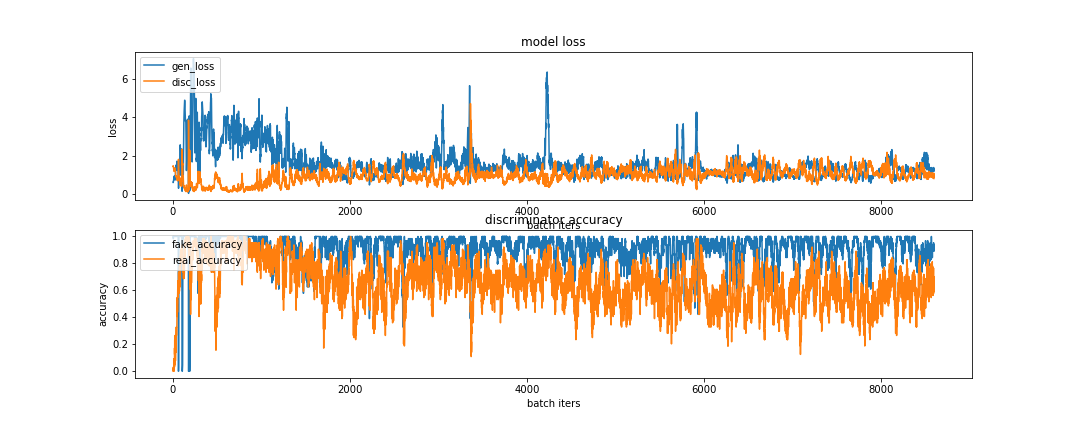 model loss
gen_loss
disc_loss
loss
6
4
2
0
0 2000 4000 6000 8000
batch iters
discriminator accuracy
fake_accuracy
real_accuracy
accuracy
1.0
0.8
0.6
0.4
0.2
0.0
0 2000 4000 6000 8000
batch iters